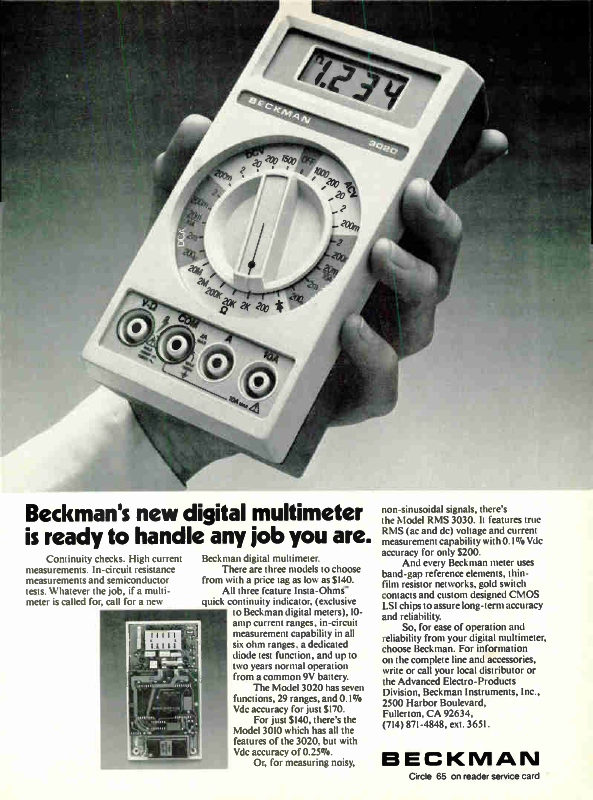 1.234
BECKMAN
3020
DCV
ACV
2 20 200 1500 OFF 1000 200 20 2 200m
200m
DCA
20M 2M 200K 20K 2K 200
Ω
V-Ω
COM
A
10A
10A MAX
Beckman's new digital multimeter
is ready to handle any job you are.
Continuity checks. High current
measurements. In-circuit resistance
measurements and semiconductor
tests. Whatever the job, if a multi-
meter is called for, call for a new
Beckman digital multimeter.
There are three models to choose
from with a price tag as low as $140.
All three feature Insta-Ohms™
quick continuity indicator, (exclusive
to Beckman digital meters), 10-
amp current ranges, in-circuit
measurement capability in all
six ohm ranges, a dedicated
diode test function, and up to
two years normal operation
from a common 9V battery.
The Model 3020 has seven
functions, 29 ranges, and 0.1%
Vdc accuracy for just $170.
For just $140, there's the
Model 3010 which has all the
features of the 3020, but with
Vdc accuracy of 0.25%.
Or, for measuring noisy,
non-sinusoidal signals, there's
the Model RMS 3030. It features true
RMS (ac and dc) voltage and current
measurement capability with 0.1% Vdc
accuracy for only $200.
And every Beckman meter uses
band-gap reference elements, thin-
film resistor networks, gold switch
contacts and custom designed CMOS
LSI chips to assure long-term accuracy
and reliability.
So, for ease of operation and
reliability from your digital multimeter,
choose Beckman. For information
on the complete line and accessories,
write or call your local distributor or
the Advanced Electro-Products
Division, Beckman Instruments, Inc.,
2500 Harbor Boulevard,
Fullerton, CA 92634,
(714) 871-4848, ext. 3651.
BECKMAN
Circle 65 on reader service card